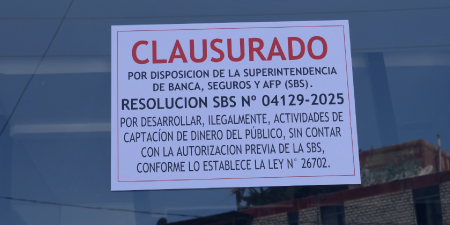 CLAUSURADO
POR DISPOSICION DE LA SUPERINTENDENCIA
DE BANCA, SEGUROS Y AFP (SBS).
RESOLUCION SBS Nº 04129-2025
POR DESARROLLAR, ILEGALMENTE, ACTIVIDADES DE
CAPTACÍON DE DINERO DEL PÚBLICO, SIN CONTAR
CON LA AUTORIZACION PREVIA DE LA SBS,
CONFORME LO ESTABLECE LA LEY N° 26702.